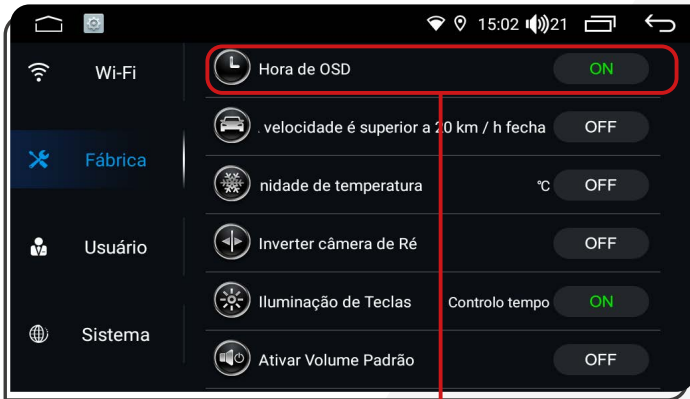 15:02 21
Wi-Fi
Hora de OSD ON
. velocidade é superior a 20 km / h fecha OFF
Fábrica
nidade de temperatura °C OFF
Usuário
Inverter câmera de Ré OFF
Iluminação de Teclas Controlo tempo ON
Sistema
Ativar Volume Padrão OFF